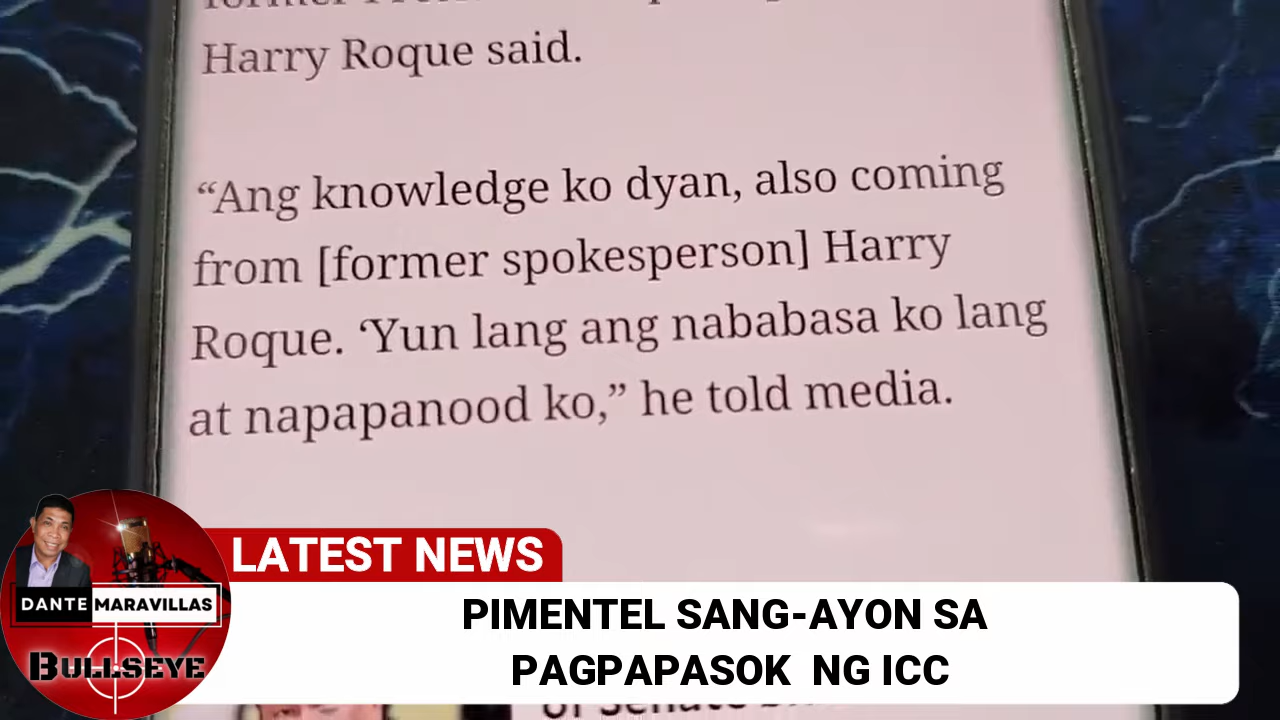 Harry Roque said.
“Ang knowledge ko dyan, also coming
from [former spokesperson] Harry
Roque. ‘Yun lang ang nababasa ko lang
at napapanood ko,” he told media.
LATEST NEWS
DANTE MARAVILLAS
BULLSEYE
PIMENTEL SANG-AYON SA
PAGPAPASOK NG ICC